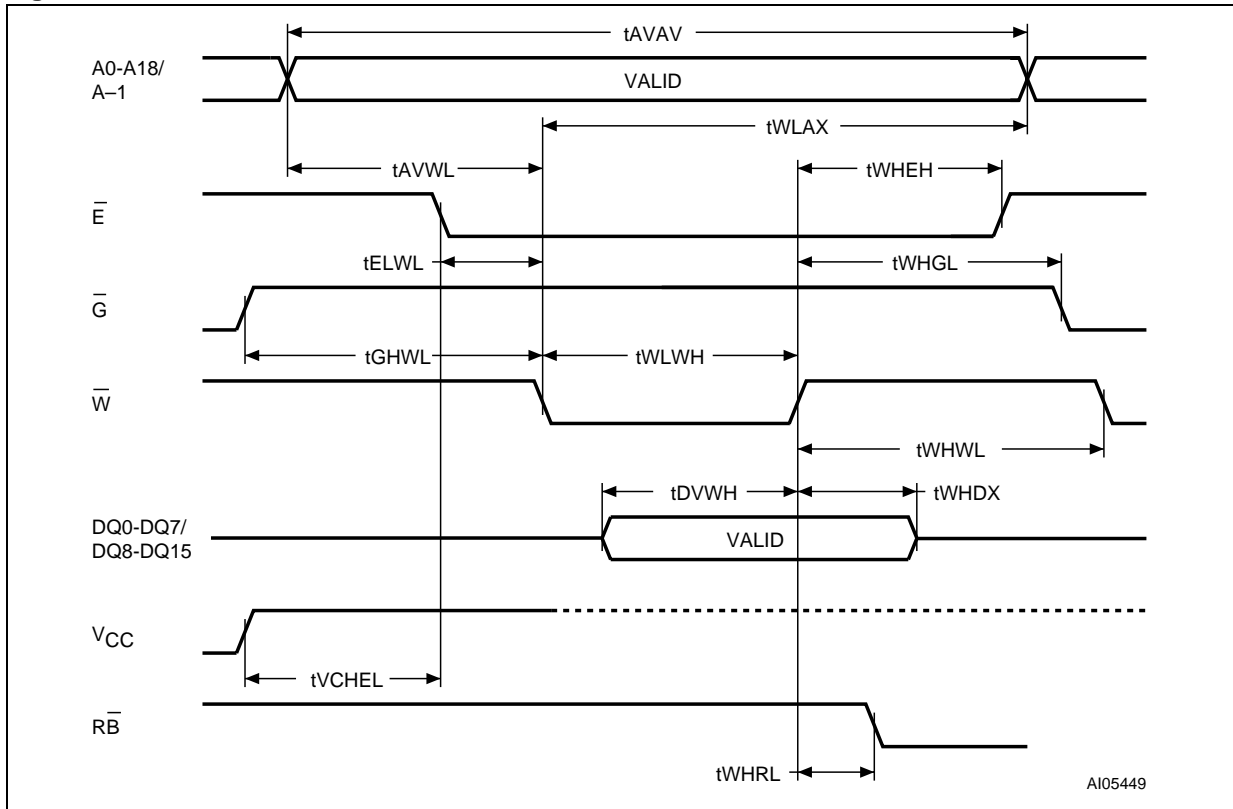 tAVAV
A0-A18/
A–1
VALID
tWLAX
tAVWL
tWHEH
E̅
tELWL
tWHGL
G̅
tGHWL
tWLWH
W̅
tWHWL
tDVWH
tWHDX
DQ0-DQ7/
DQ8-DQ15
VALID
VCC
tVCHEL
RB̅
tWHRL
AI05449